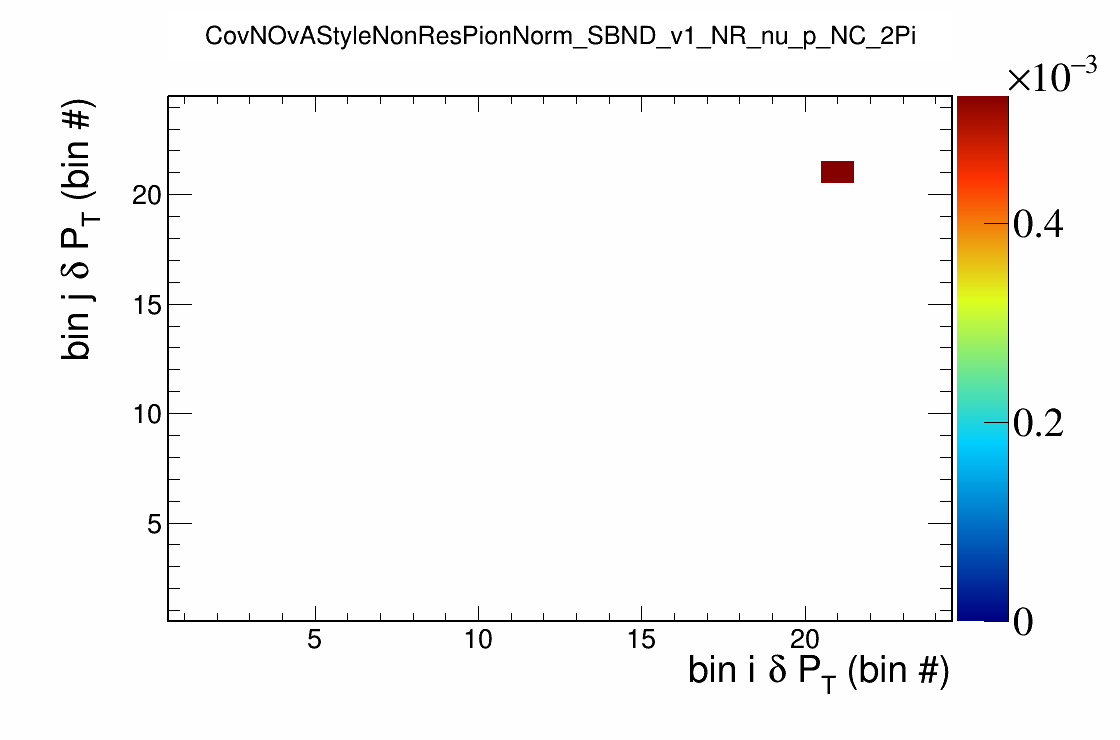 CovNOvAStyleNonResPionNorm_SBND_v1_NR_nu_p_NC_2Pi
×10⁻³
bin j δ P_T (bin #)
20
15
10
5
0.4
0.2
0
5 10 15 20
bin i δ P_T (bin #)